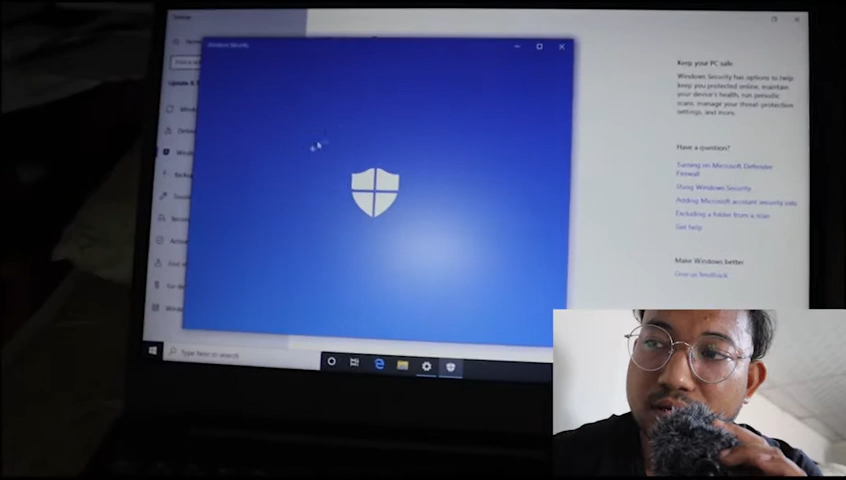 Windows Security
Update &
Type here to search
Keep your PC safe
Windows Security has options to help
keep you protected online, maintain
your device's health, run periodic
scans, manage your threat-protection
settings, and more.
Have a question?
Turning on Microsoft Defender
Firewall
Using Windows Security
Adding Microsoft account security info
Excluding a folder from a scan
Get help
Make Windows better
Give us feedback